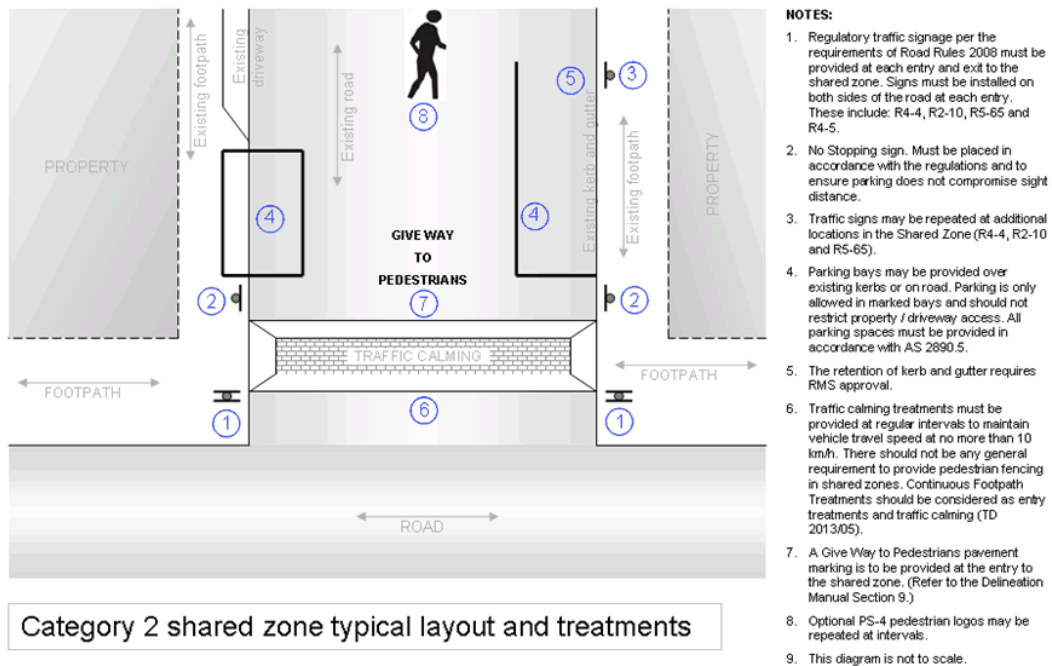 Existing footpath
Existing
driveway
Existing road
8
5
3
Existing kerb and gutter
Existing footpath
PROPERTY
PROPERTY
4
4
GIVE WAY
TO
PEDESTRIANS
2
7
2
TRAFFIC CALMING
FOOTPATH
FOOTPATH
1
6
1
ROAD
Category 2 shared zone typical layout and treatments
NOTES:
1. Regulatory traffic signage per the
requirements of Road Rules 2008 must be
provided at each entry and exit to the
shared zone. Signs must be installed on
both sides of the road at each entry.
These include: R4-4, R2-10, R5-65 and
R4-5.
2. No Stopping sign. Must be placed in
accordance with the regulations and to
ensure parking does not compromise sight
distance.
3. Traffic signs may be repeated at additional
locations in the Shared Zone (R4-4, R2-10
and R5-65).
4. Parking bays may be provided over
existing kerbs or on road. Parking is only
allowed in marked bays and should not
restrict property / driveway access. All
parking spaces must be provided in
accordance with AS 2890.5.
5. The retention of kerb and gutter requires
RMS approval.
6. Traffic calming treatments must be
provided at regular intervals to maintain
vehicle travel speed at no more than 10
km/h. There should not be any general
requirement to provide pedestrian fencing
in shared zones. Continuous Footpath
Treatments should be considered as entry
treatments and traffic calming (TD
2013/05).
7. A Give Way to Pedestrians pavement
marking is to be provided at the entry to
the shared zone. (Refer to the Delineation
Manual Section 9.)
8. Optional PS-4 pedestrian logos may be
repeated at intervals.
9. This diagram is not to scale.